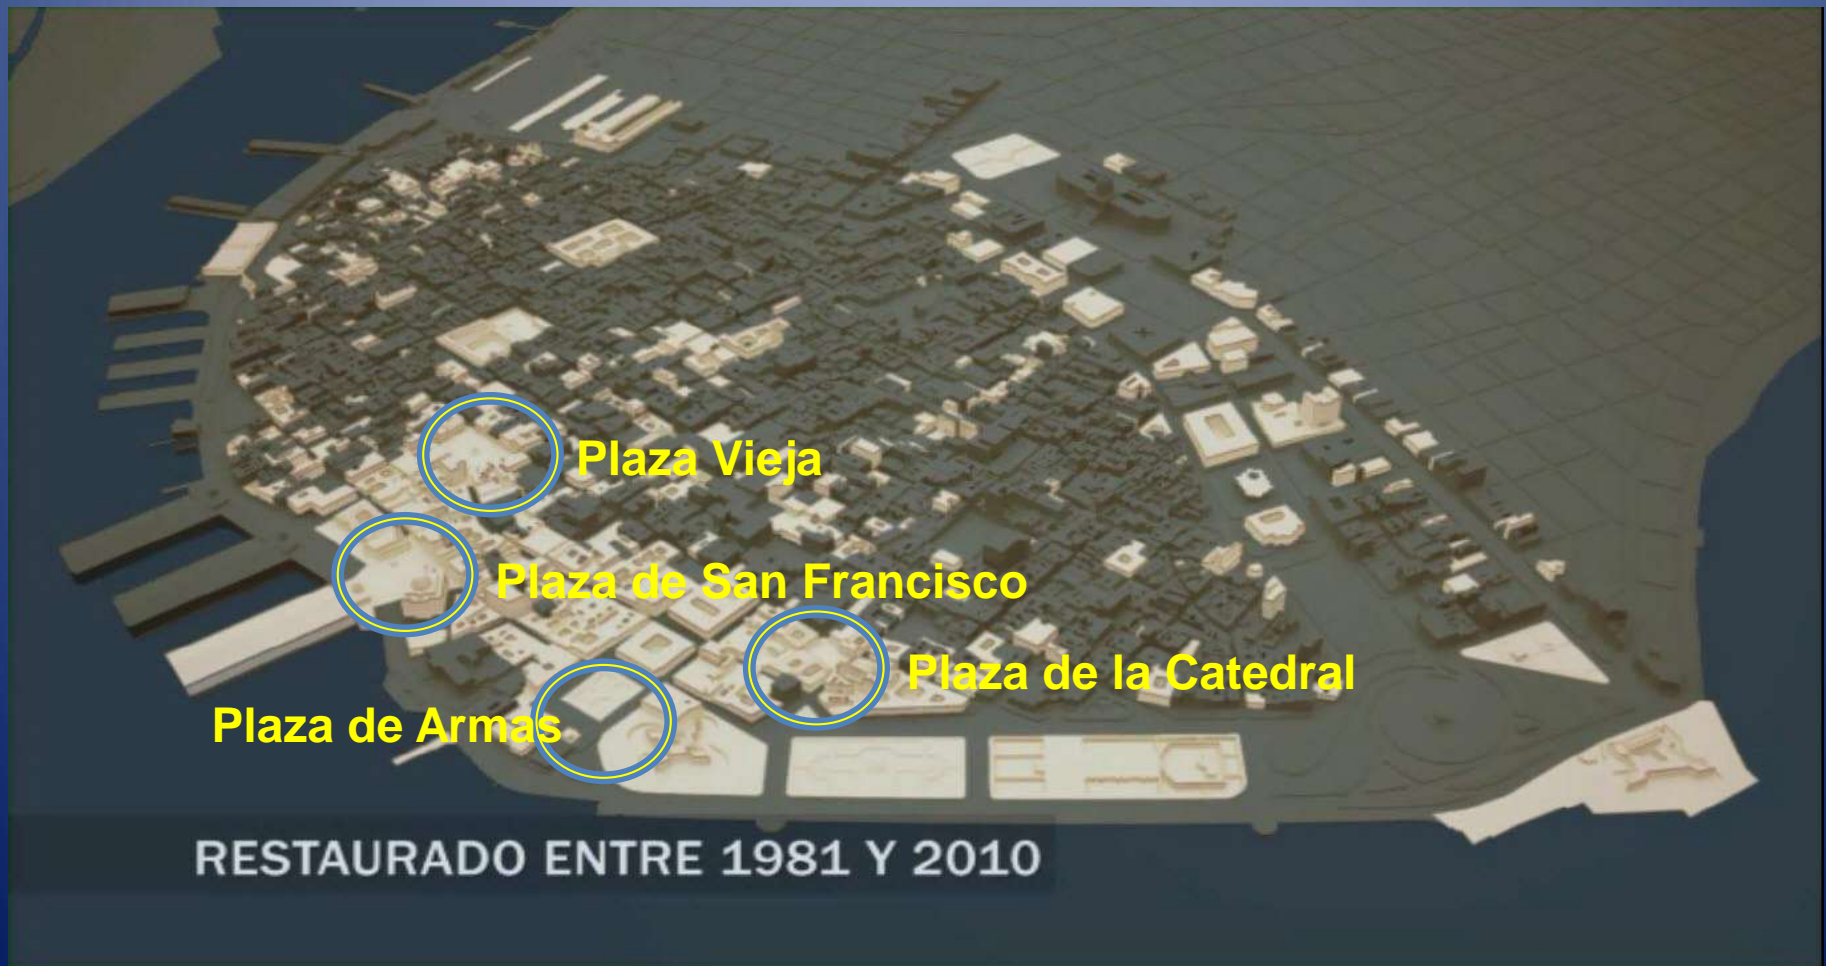 Plaza Vieja
Plaza de San Francisco
Plaza de la Catedral
Plaza de Armas
RESTAURADO ENTRE 1981 Y 2010